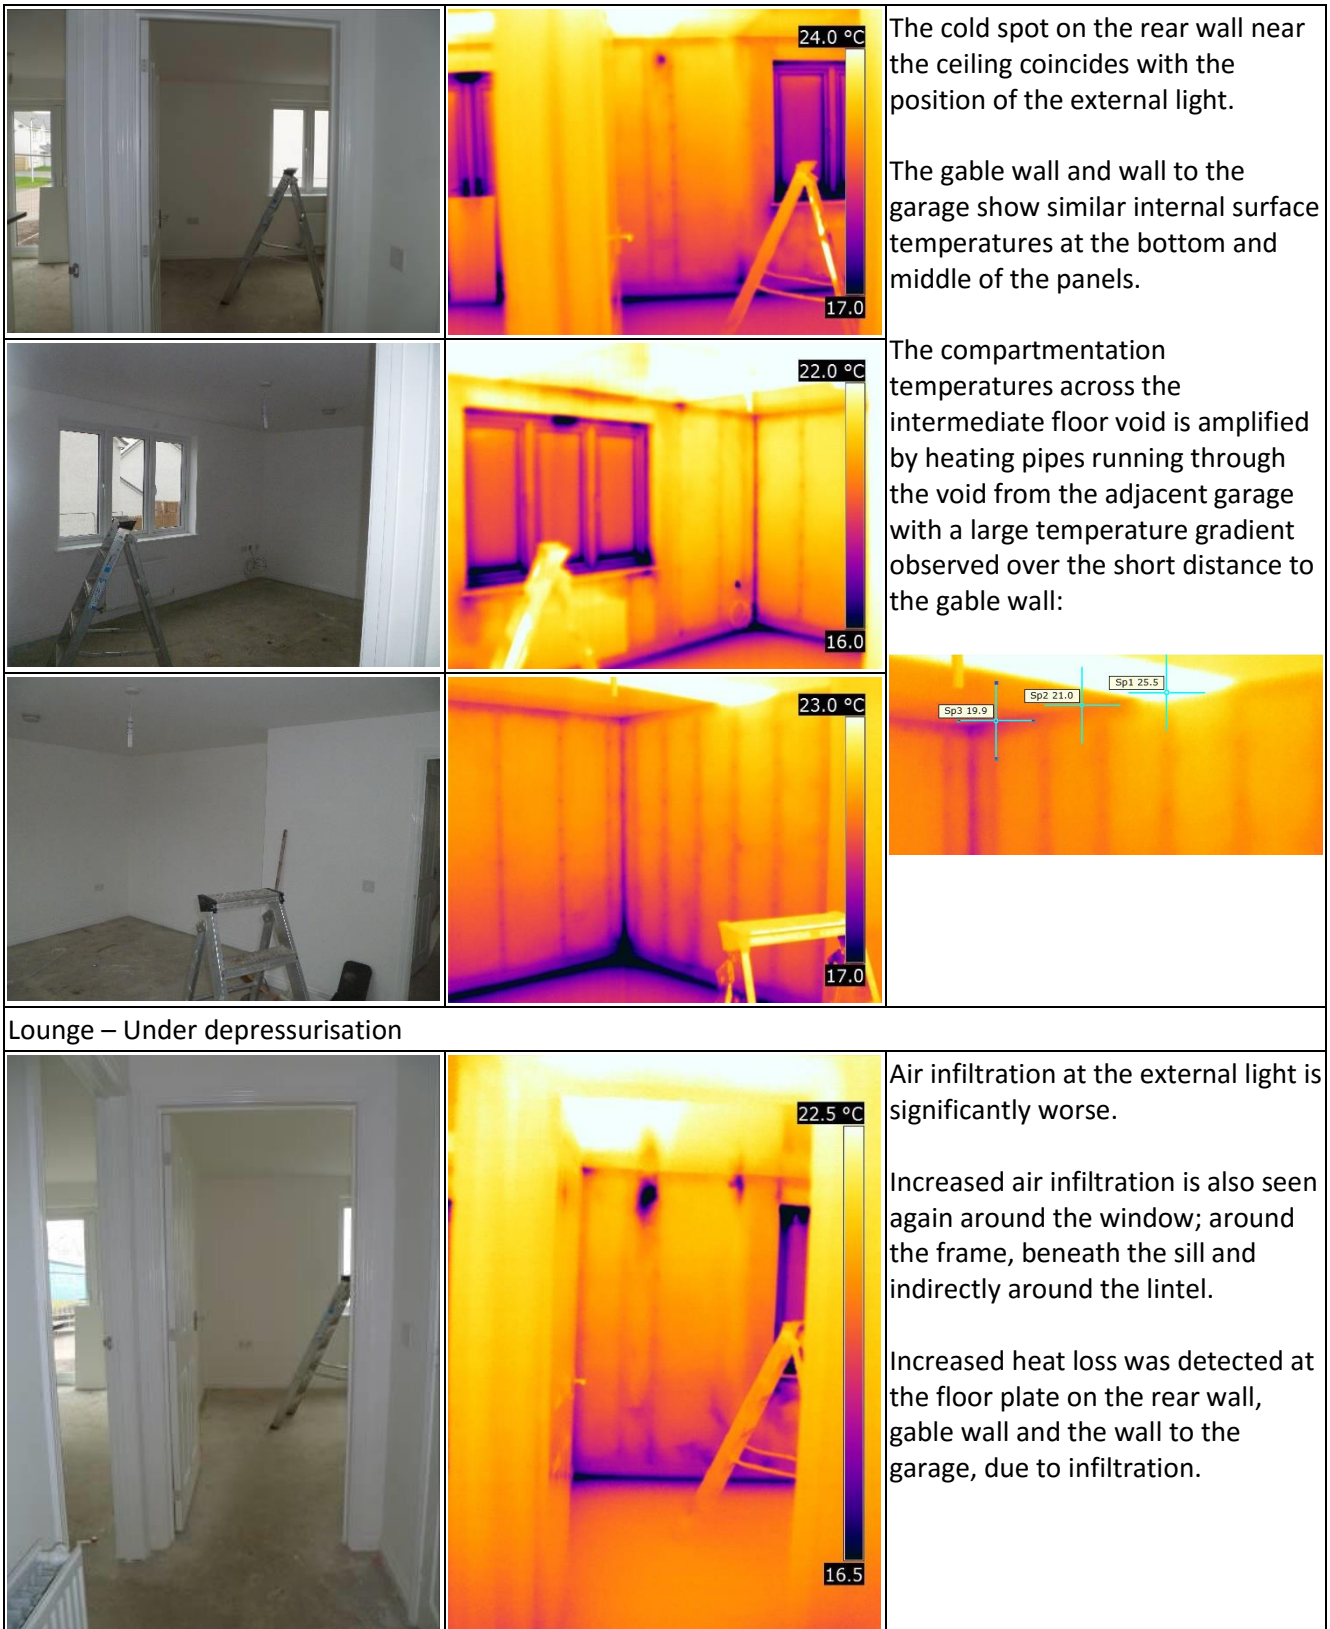 24.0 °C
17.0
The cold spot on the rear wall near
the ceiling coincides with the
position of the external light.
The gable wall and wall to the
garage show similar internal surface
temperatures at the bottom and
middle of the panels.
The compartmentation
temperatures across the
intermediate floor void is amplified
by heating pipes running through
the void from the adjacent garage
with a large temperature gradient
observed over the short distance to
the gable wall:
22.0 °C
16.0
Sp1 25.5
Sp2 21.0
Sp3 19.9
23.0 °C
17.0
Lounge – Under depressurisation
22.5 °C
16.5
Air infiltration at the external light is
significantly worse.
Increased air infiltration is also seen
again around the window; around
the frame, beneath the sill and
indirectly around the lintel.
Increased heat loss was detected at
the floor plate on the rear wall,
gable wall and the wall to the
garage, due to infiltration.